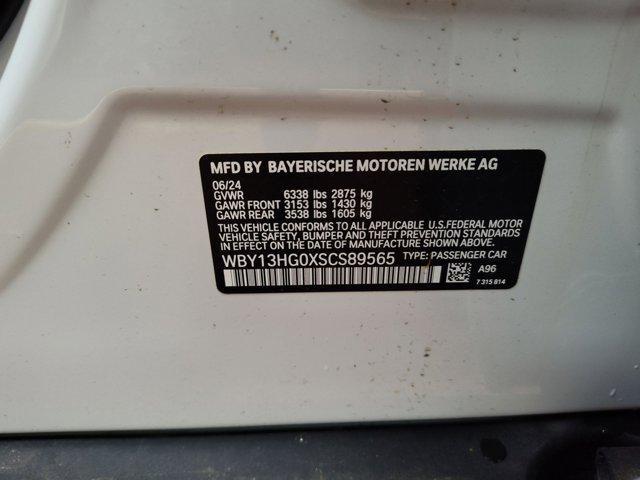 MFD BY BAYERISCHE MOTOREN WERKE AG
06/24
GVWR 6338 lbs 2875 kg
GAWR FRONT 3153 lbs 1430 kg
GAWR REAR 3538 lbs 1605 kg
THIS VEHICLE CONFORMS TO ALL APPLICABLE U.S.FEDERAL MOTOR
VEHICLE SAFETY, BUMPER, AND THEFT PREVENTION STANDARDS
IN EFFECT ON THE DATE OF MANUFACTURE SHOWN ABOVE.
WBY13HG0XSCS89565 TYPE: PASSENGER CAR
A96
7 315 814